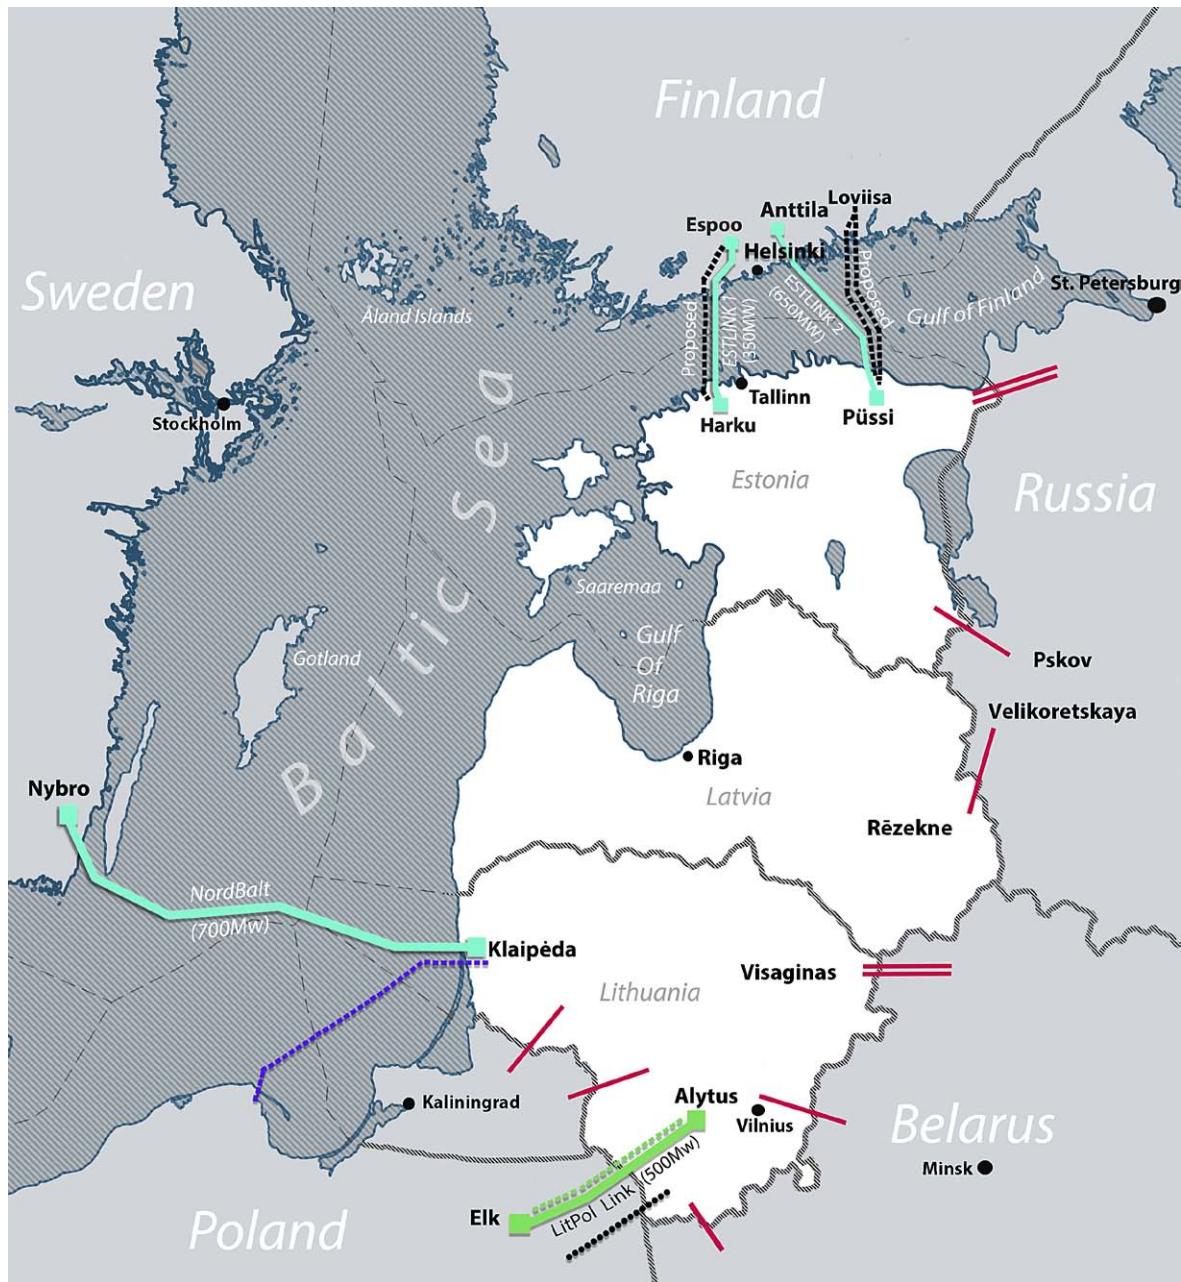 Finland
Loviisa
Anttila
Espoo
Helsinki
Sweden
St. Petersburg
Åland Islands
Proposed
ESTLINK 1
(350MW)
ESTLINK 2
(650MW)
Proposed
Gulf of Finland
Stockholm
Tallinn
Harku
Püssi
Estonia
Russia
Baltic Sea
Saaremaa
Gulf
Of
Riga
Gotland
Pskov
Velikoretskaya
Riga
Nybro
Latvia
Rēzekne
NordBalt
(700Mw)
Klaipėda
Visaginas
Lithuania
Alytus
Kaliningrad
Vilnius
Belarus
Minsk
Elk
LitPol Link (500Mw)
Poland